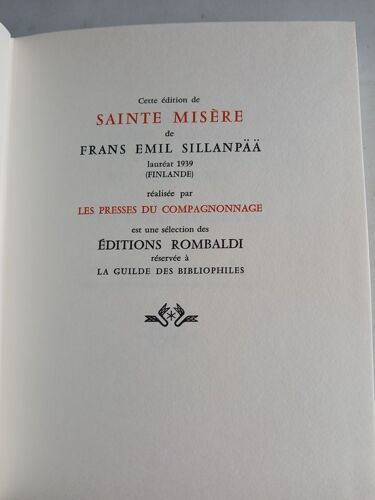 Cette édition de
SAINTE MISÈRE
de
FRANS EMIL SILLANPÄÄ
lauréat 1939
(FINLANDE)
réalisée par
LES PRESSES DU COMPAGNONNAGE
est une sélection des
ÉDITIONS ROMBALDI
réservée à
LA GUILDE DES BIBLIOPHILES